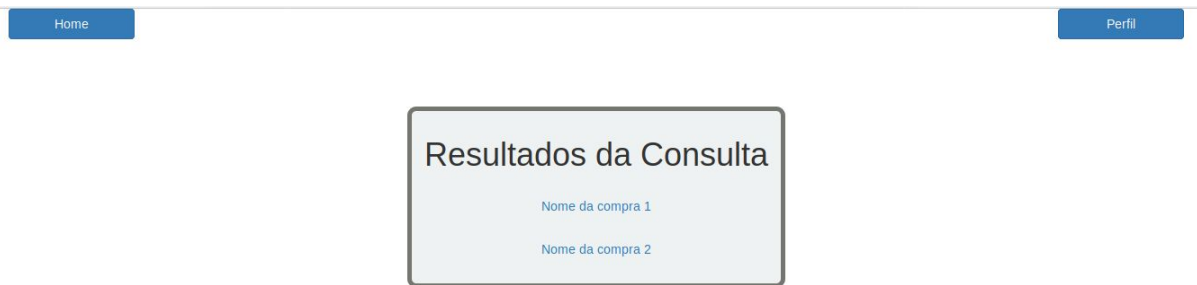 Home
Perfil
Resultados da Consulta
Nome da compra 1
Nome da compra 2